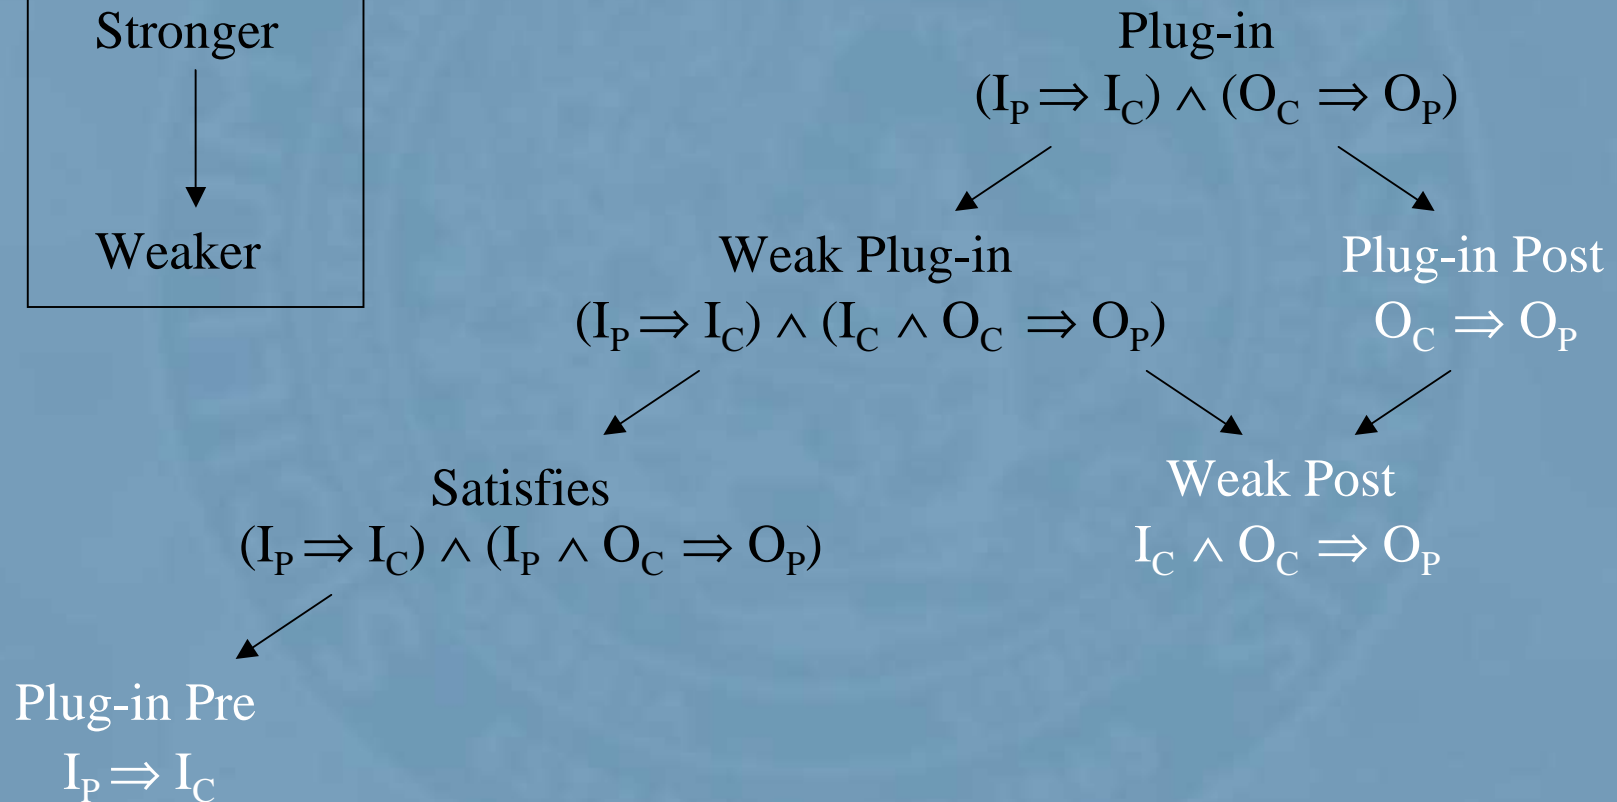 Stronger
Weaker
Plug-in
(I_P ⇒ I_C) ∧ (O_C ⇒ O_P)
Weak Plug-in
(I_P ⇒ I_C) ∧ (I_C ∧ O_C ⇒ O_P)
Plug-in Post
O_C ⇒ O_P
Satisfies
(I_P ⇒ I_C) ∧ (I_P ∧ O_C ⇒ O_P)
Weak Post
I_C ∧ O_C ⇒ O_P
Plug-in Pre
I_P ⇒ I_C